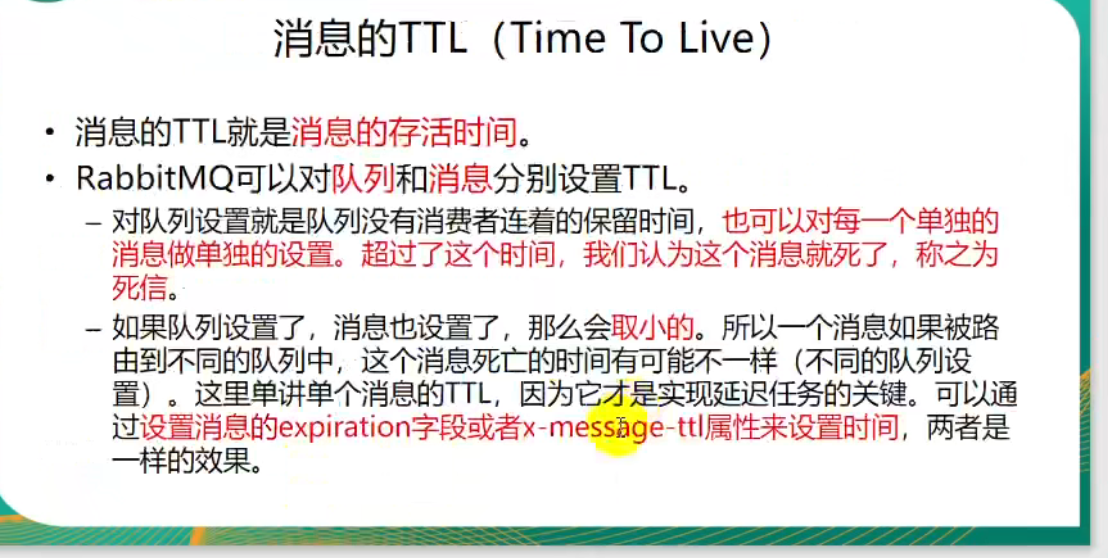 消息的TTL（Time To Live）
• 消息的TTL就是消息的存活时间。
• RabbitMQ可以对队列和消息分别设置TTL。
– 对队列设置就是队列没有消费者连着的保留时间，也可以对每一个单独的
消息做单独的设置。超过了这个时间，我们认为这个消息就死了，称之为
死信。
– 如果队列设置了，消息也设置了，那么会取小的。所以一个消息如果被路
由到不同的队列中，这个消息死亡的时间有可能不一样（不同的队列设
置）。这里单讲单个消息的TTL，因为它才是实现延迟任务的关键。可以通
过设置消息的expiration字段或者x-message-ttl属性来设置时间，两者是
一样的效果。